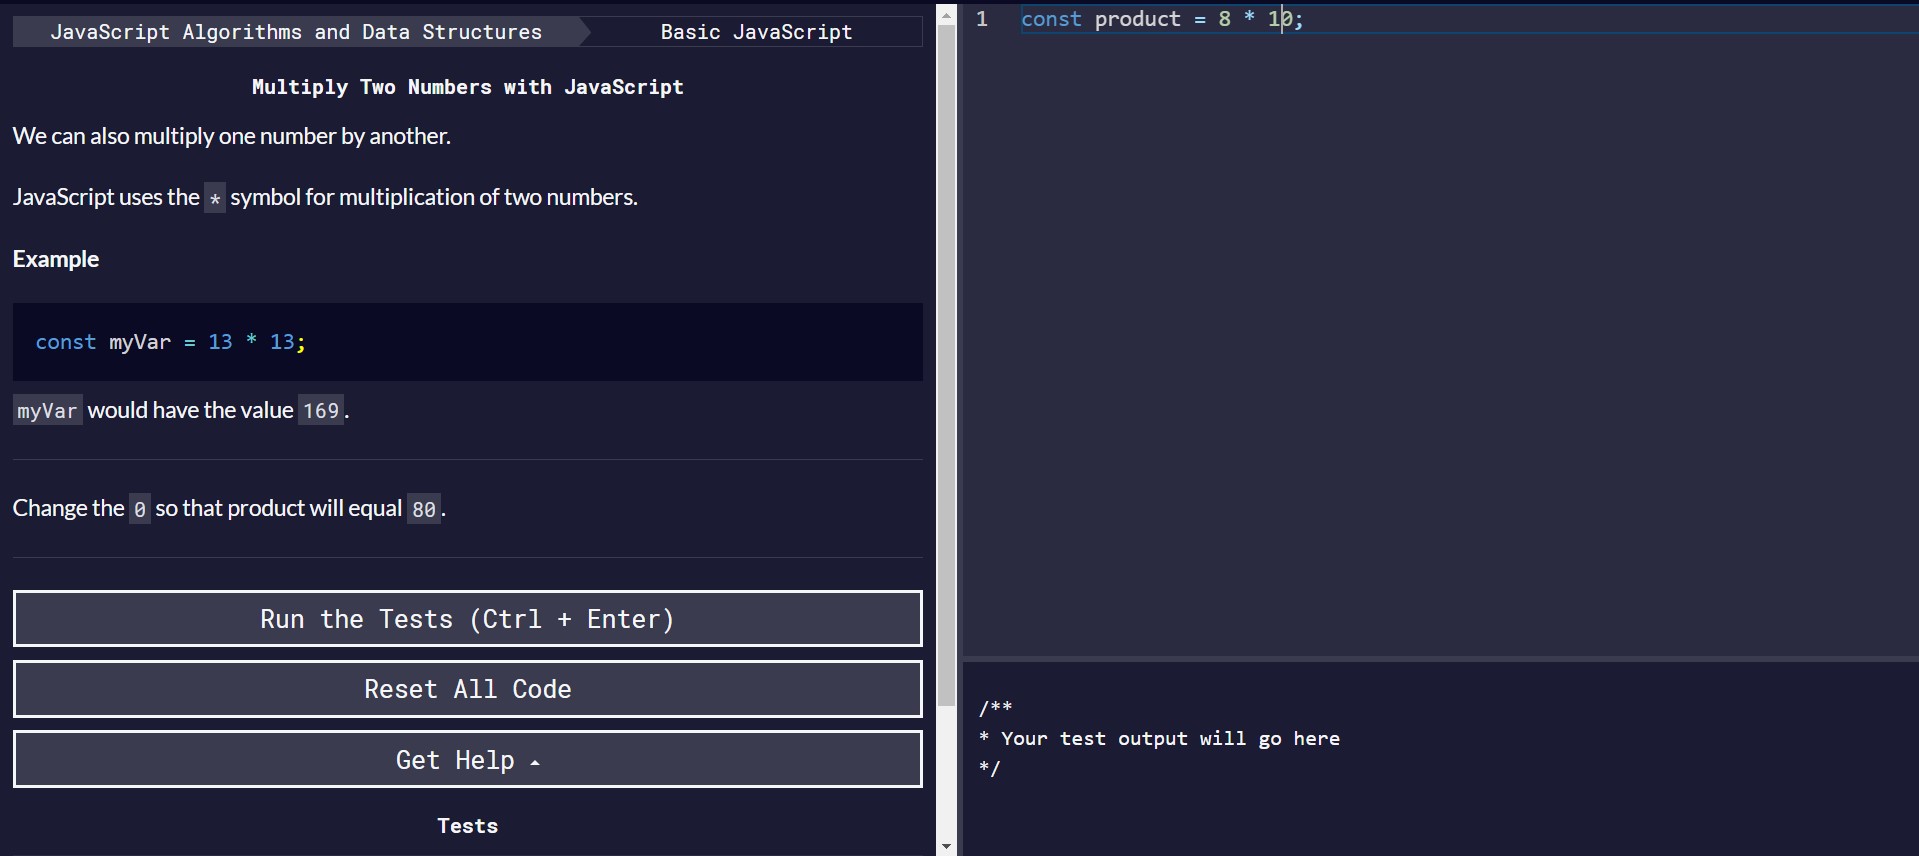 JavaScript Algorithms and Data Structures
Basic JavaScript
Multiply Two Numbers with JavaScript
We can also multiply one number by another.
JavaScript uses the * symbol for multiplication of two numbers.
Example
const myVar = 13 * 13;
myVar would have the value 169.
Change the 0 so that product will equal 80.
Run the Tests (Ctrl + Enter)
Reset All Code
Get Help
Tests
1 const product = 8 * 10;
/**
* Your test output will go here
*/